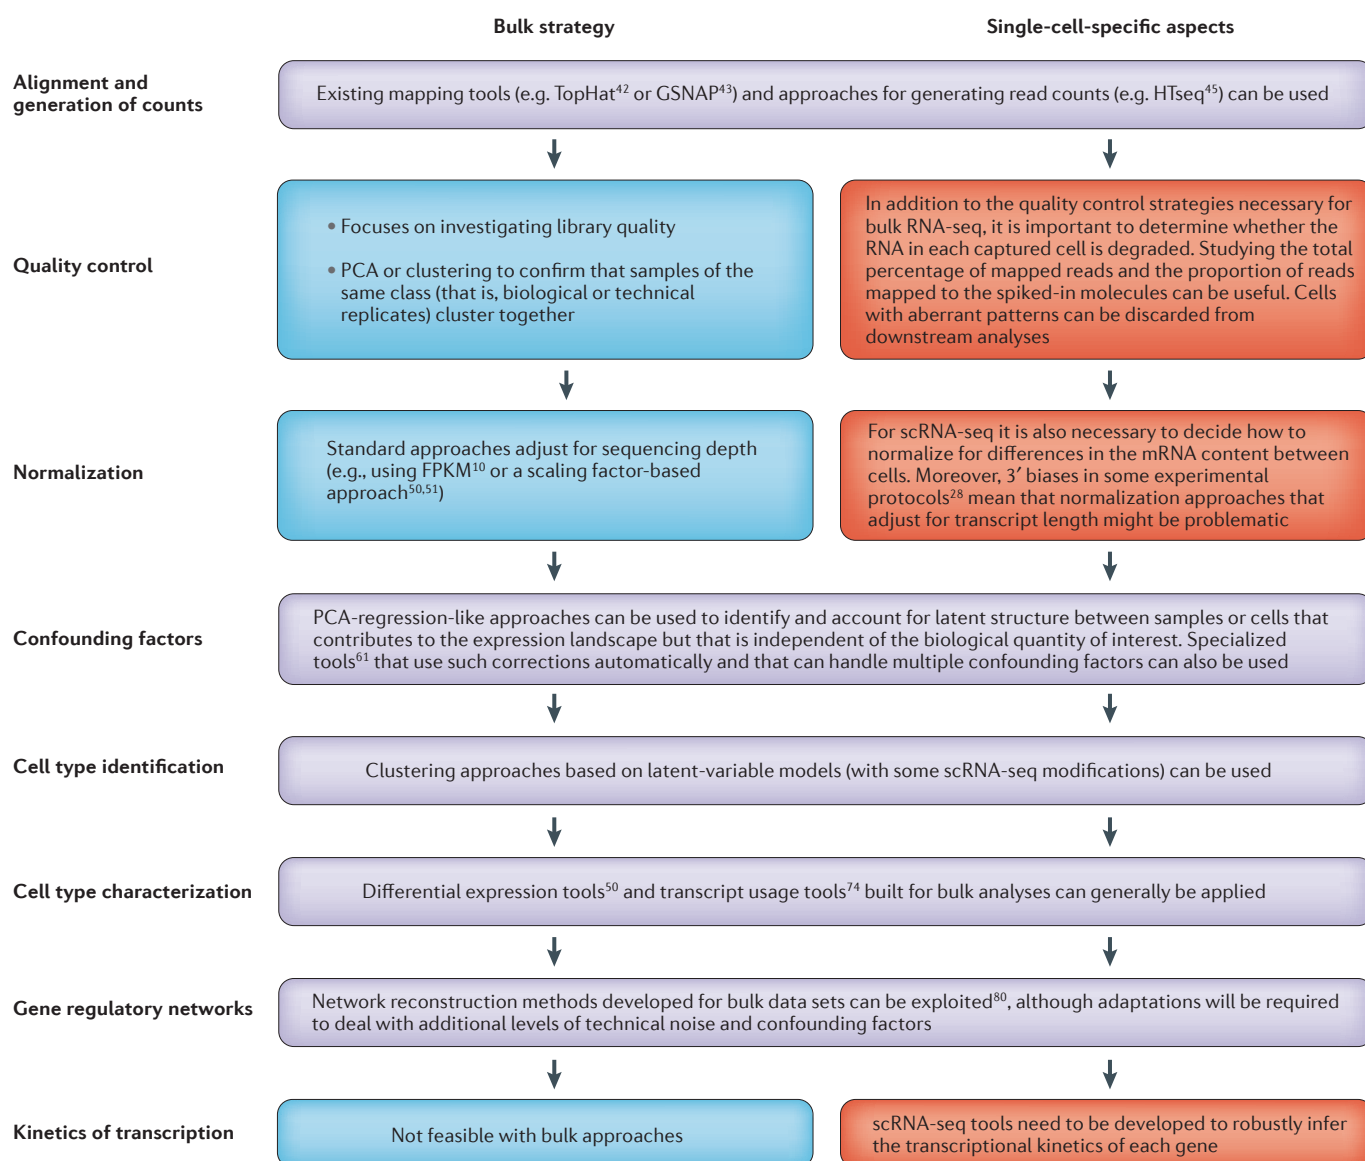 Bulk strategy
Single-cell-specific aspects
Alignment and
generation of counts
Existing mapping tools (e.g. TopHat⁴² or GSNAP⁴³) and approaches for generating read counts (e.g. HTseq⁴⁵) can be used
Quality control
• Focuses on investigating library quality
• PCA or clustering to confirm that samples of the
same class (that is, biological or technical
replicates) cluster together
In addition to the quality control strategies necessary for
bulk RNA-seq, it is important to determine whether the
RNA in each captured cell is degraded. Studying the total
percentage of mapped reads and the proportion of reads
mapped to the spiked-in molecules can be useful. Cells
with aberrant patterns can be discarded from
downstream analyses
Normalization
Standard approaches adjust for sequencing depth
(e.g., using FPKM¹⁰ or a scaling factor-based
approach⁵⁰,⁵¹)
For scRNA-seq it is also necessary to decide how to
normalize for differences in the mRNA content between
cells. Moreover, 3′ biases in some experimental
protocols²⁸ mean that normalization approaches that
adjust for transcript length might be problematic
Confounding factors
PCA-regression-like approaches can be used to identify and account for latent structure between samples or cells that
contributes to the expression landscape but that is independent of the biological quantity of interest. Specialized
tools⁶¹ that use such corrections automatically and that can handle multiple confounding factors can also be used
Cell type identification
Clustering approaches based on latent-variable models (with some scRNA-seq modifications) can be used
Cell type characterization
Differential expression tools⁵⁰ and transcript usage tools⁷⁴ built for bulk analyses can generally be applied
Gene regulatory networks
Network reconstruction methods developed for bulk data sets can be exploited⁸⁰, although adaptations will be required
to deal with additional levels of technical noise and confounding factors
Kinetics of transcription
Not feasible with bulk approaches
scRNA-seq tools need to be developed to robustly infer
the transcriptional kinetics of each gene